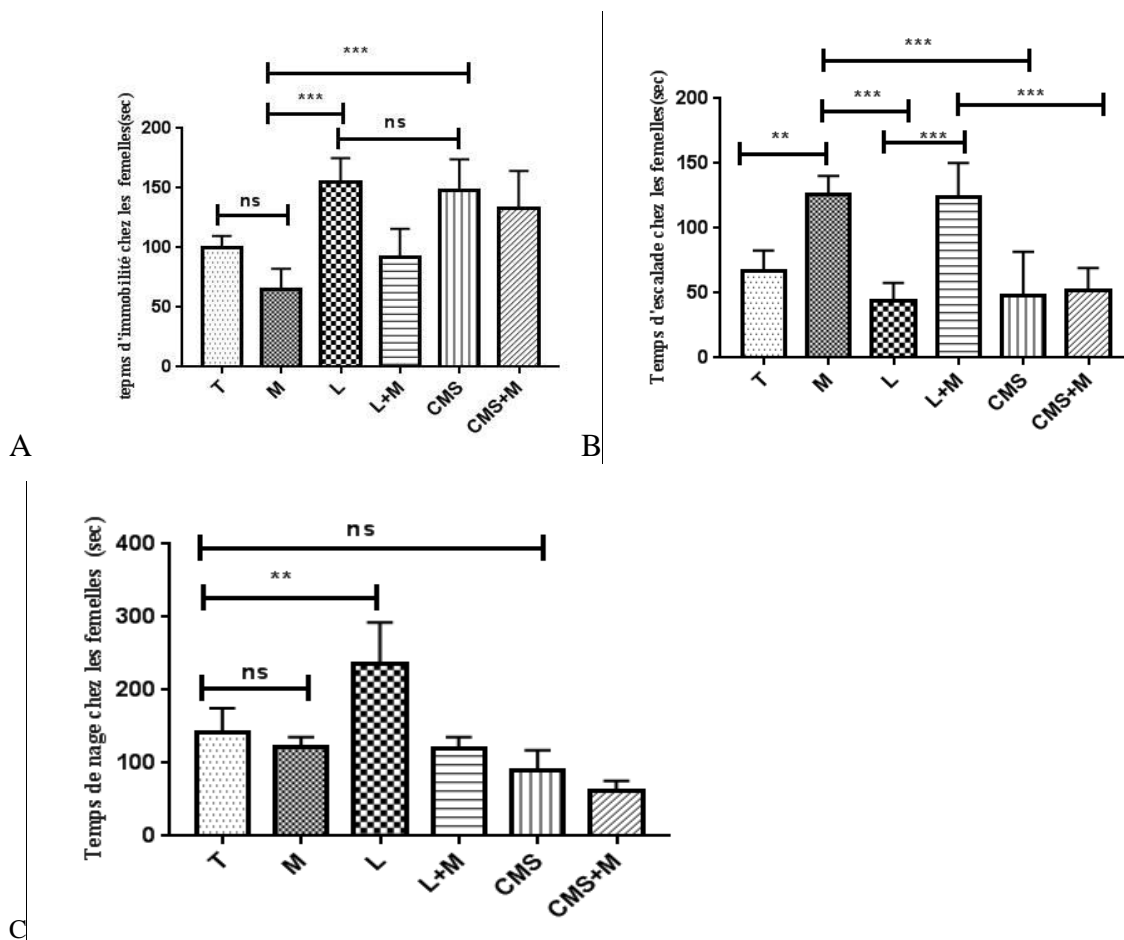 tepms d'immobilité chez les femelles(sec)
***
***
ns
ns
200
150
100
50
0
T
M
L
L+M
CMS
CMS+M
A
Temps d'escalade chez les femelles(sec)
***
***
***
**
***
200
150
100
50
0
T
M
L
L+M
CMS
CMS+M
B
Temps de nage chez les femelles (sec)
ns
**
ns
400
300
200
100
0
T
M
L
L+M
CMS
CMS+M
C